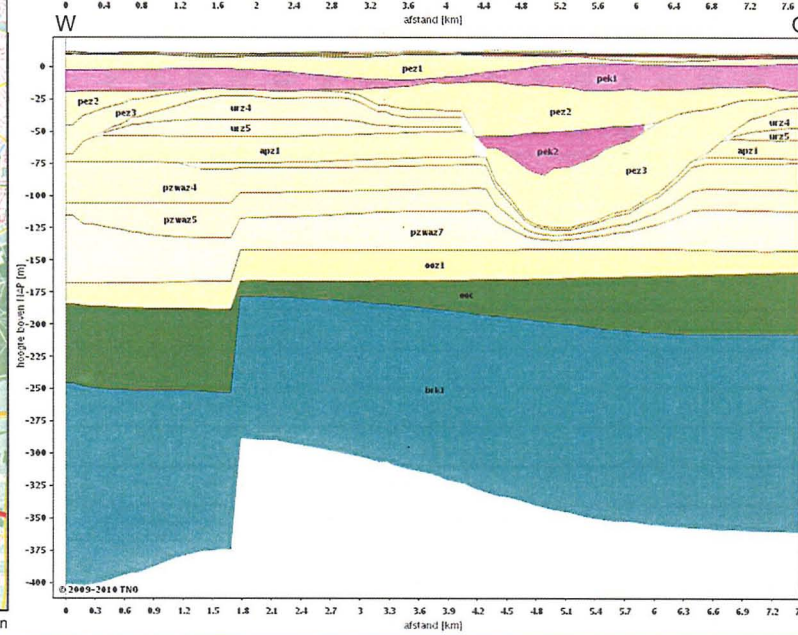 0 0.4 0.8 1.2 1.6 2 2.4 2.8 3.2 3.6 4 4.4 4.8 5.2 5.6 6 6.4 6.8 7.2 7.6
afstand [km]
W
0
-25
-50
-75
-100
-125
-150
-175
-200
-225
-250
-275
-300
-325
-350
-375
-400
hoogte boven NAP [m]
pez1
pek1
pez2
pez3
urz4
urz5
apz1
pez2
pek2
pez3
urz4
urz5
apz1
pzwaz4
pzwaz5
pzwaz7
ooz1
ooc
brk1
© 2009-2010 TNO
0 0.3 0.6 0.9 1.2 1.5 1.8 2.1 2.4 2.7 3 3.3 3.6 3.9 4.2 4.5 4.8 5.1 5.4 5.7 6 6.3 6.6 6.9 7.2
afstand [km]